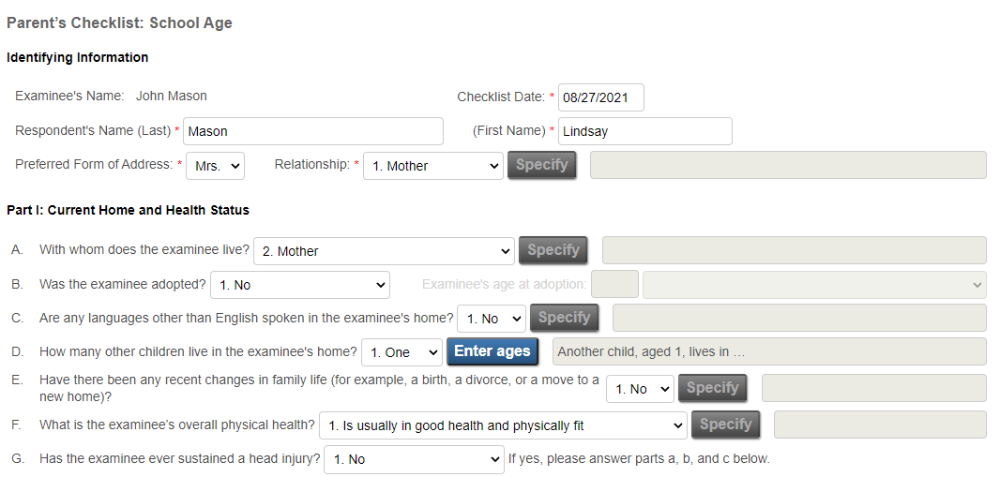 Parent’s Checklist: School Age
Identifying Information
Examinee's Name: John Mason Checklist Date: * 08/27/2021
Respondent's Name (Last) * Mason (First Name) * Lindsay
Preferred Form of Address: * Mrs. Relationship: * 1. Mother Specify
Part I: Current Home and Health Status
A. With whom does the examinee live? 2. Mother Specify
B. Was the examinee adopted? 1. No Examinee's age at adoption:
C. Are any languages other than English spoken in the examinee's home? 1. No Specify
D. How many other children live in the examinee's home? 1. One Enter ages Another child, aged 1, lives in ...
E. Have there been any recent changes in family life (for example, a birth, a divorce, or a move to a
new home)? 1. No Specify
F. What is the examinee’s overall physical health? 1. Is usually in good health and physically fit Specify
G. Has the examinee ever sustained a head injury? 1. No If yes, please answer parts a, b, and c below.